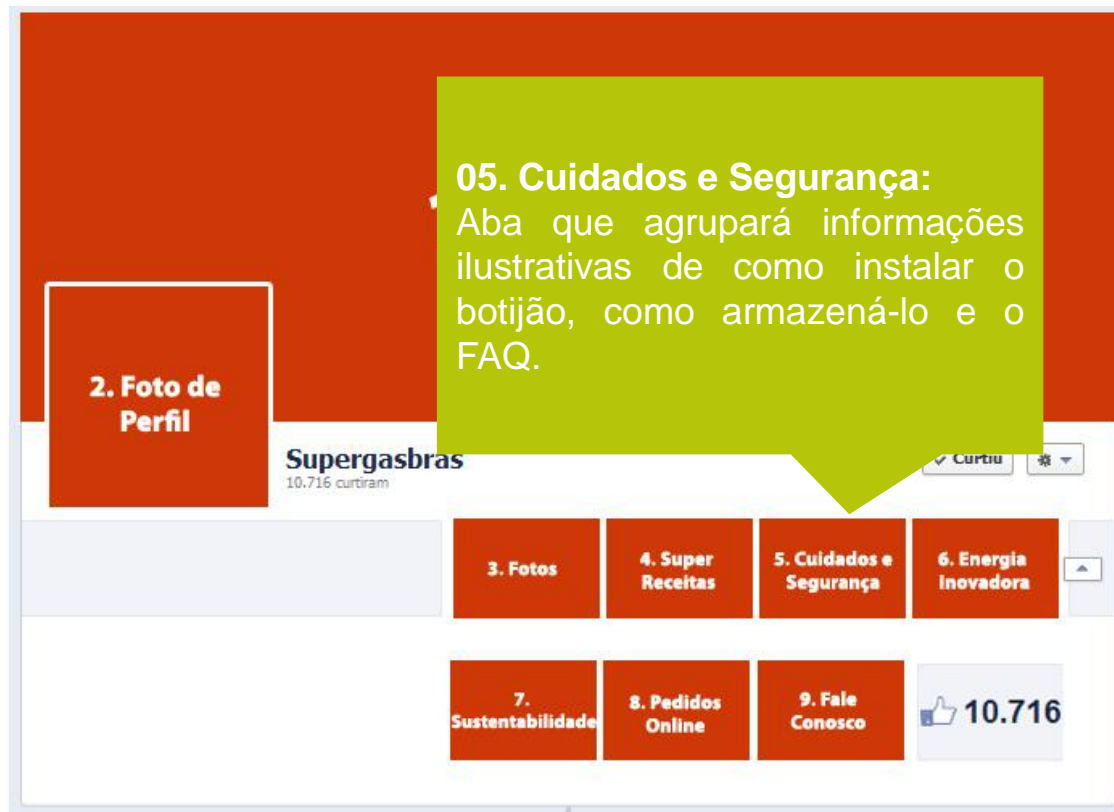 05. Cuidados e Segurança:
Aba que agrupará informações
ilustrativas de como instalar o
botijão, como armazená-lo e o
FAQ.
2. Foto de
Perfil
Supergasbras
10.716 curtiram
Curtiu
3. Fotos
4. Super
Receitas
5. Cuidados e
Segurança
6. Energia
Inovadora
7.
Sustentabilidade
8. Pedidos
Online
9. Fale
Conosco
10.716